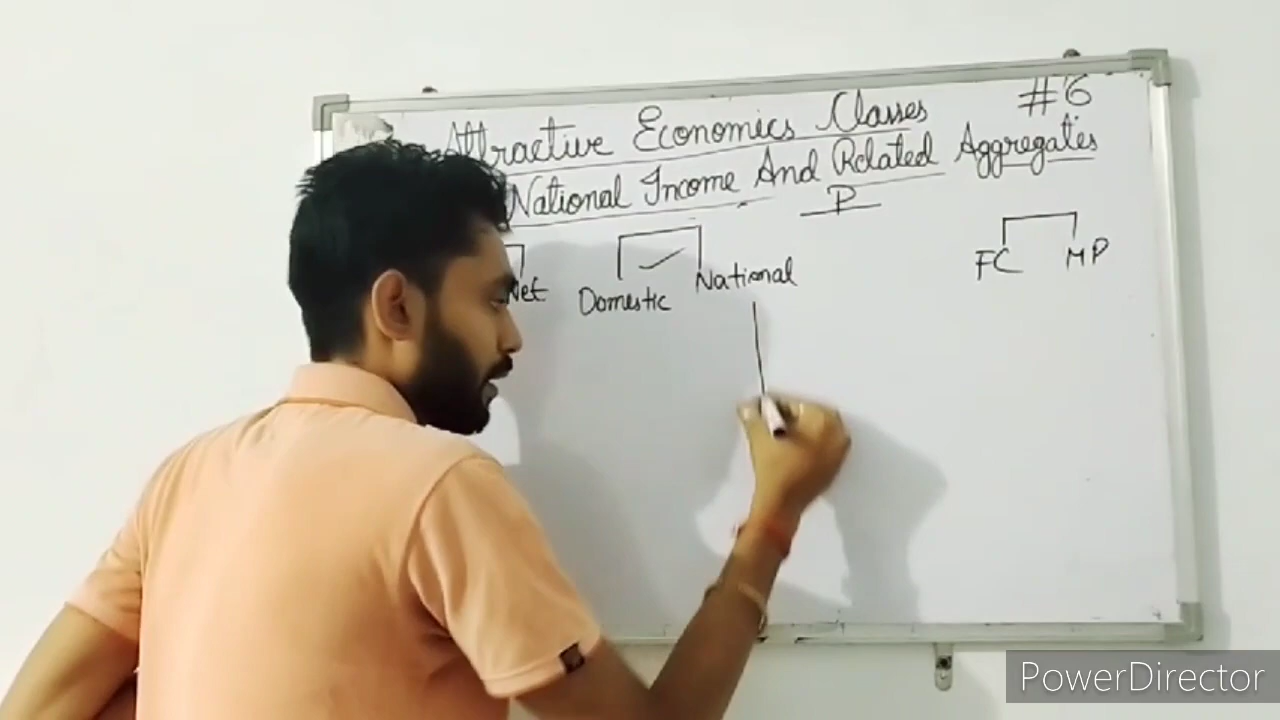 Attractive Economics Classes #6
National Income And Related Aggregates
P
Net Domestic National FC MP
PowerDirector